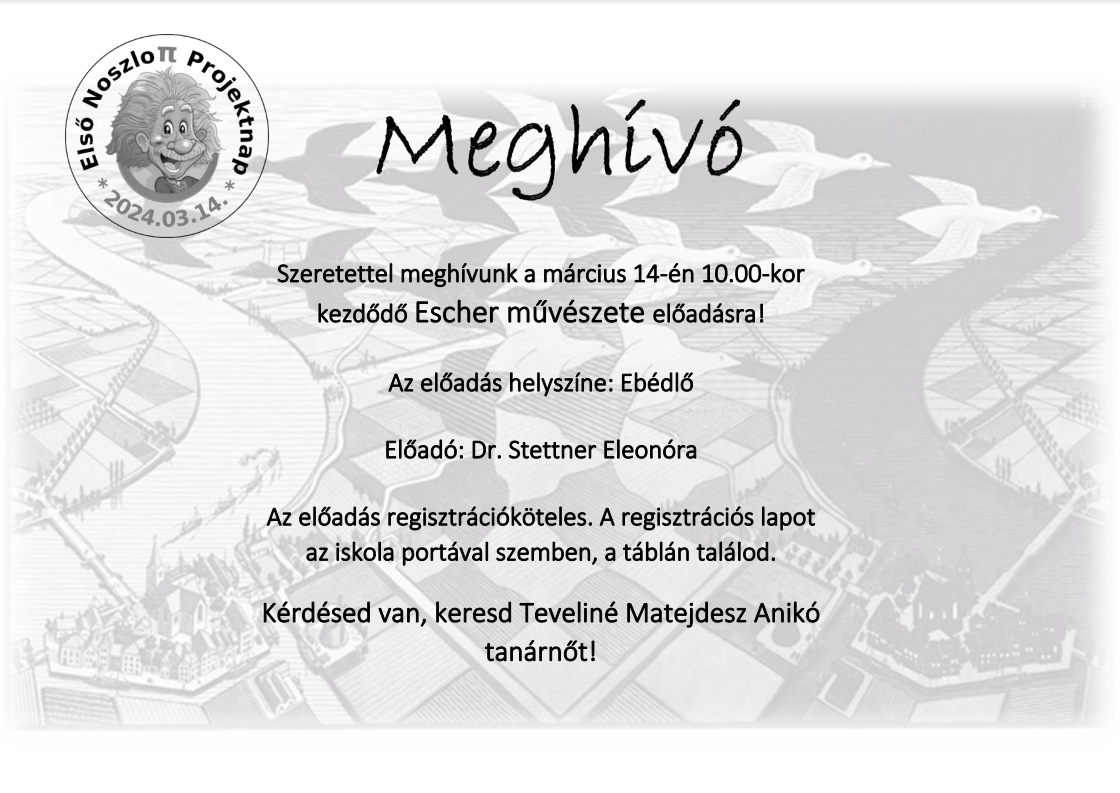 Első Noszloπ Projektnap
* 2024.03.14. *
Meghívó
Szeretettel meghívunk a március 14-én 10.00-kor
kezdődő Escher művészete előadásra!
Az előadás helyszíne: Ebédlő
Előadó: Dr. Stettner Eleonóra
Az előadás regisztrációköteles. A regisztrációs lapot
az iskola portával szemben, a táblán találod.
Kérdésed van, keresd Teveliné Matejdesz Anikó
tanárnőt!